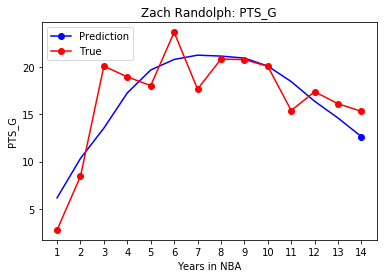 Zach Randolph: PTS_G
Prediction
True
PTS_G
20
15
10
5
1 2 3 4 5 6 7 8 9 10 11 12 13 14
Years in NBA